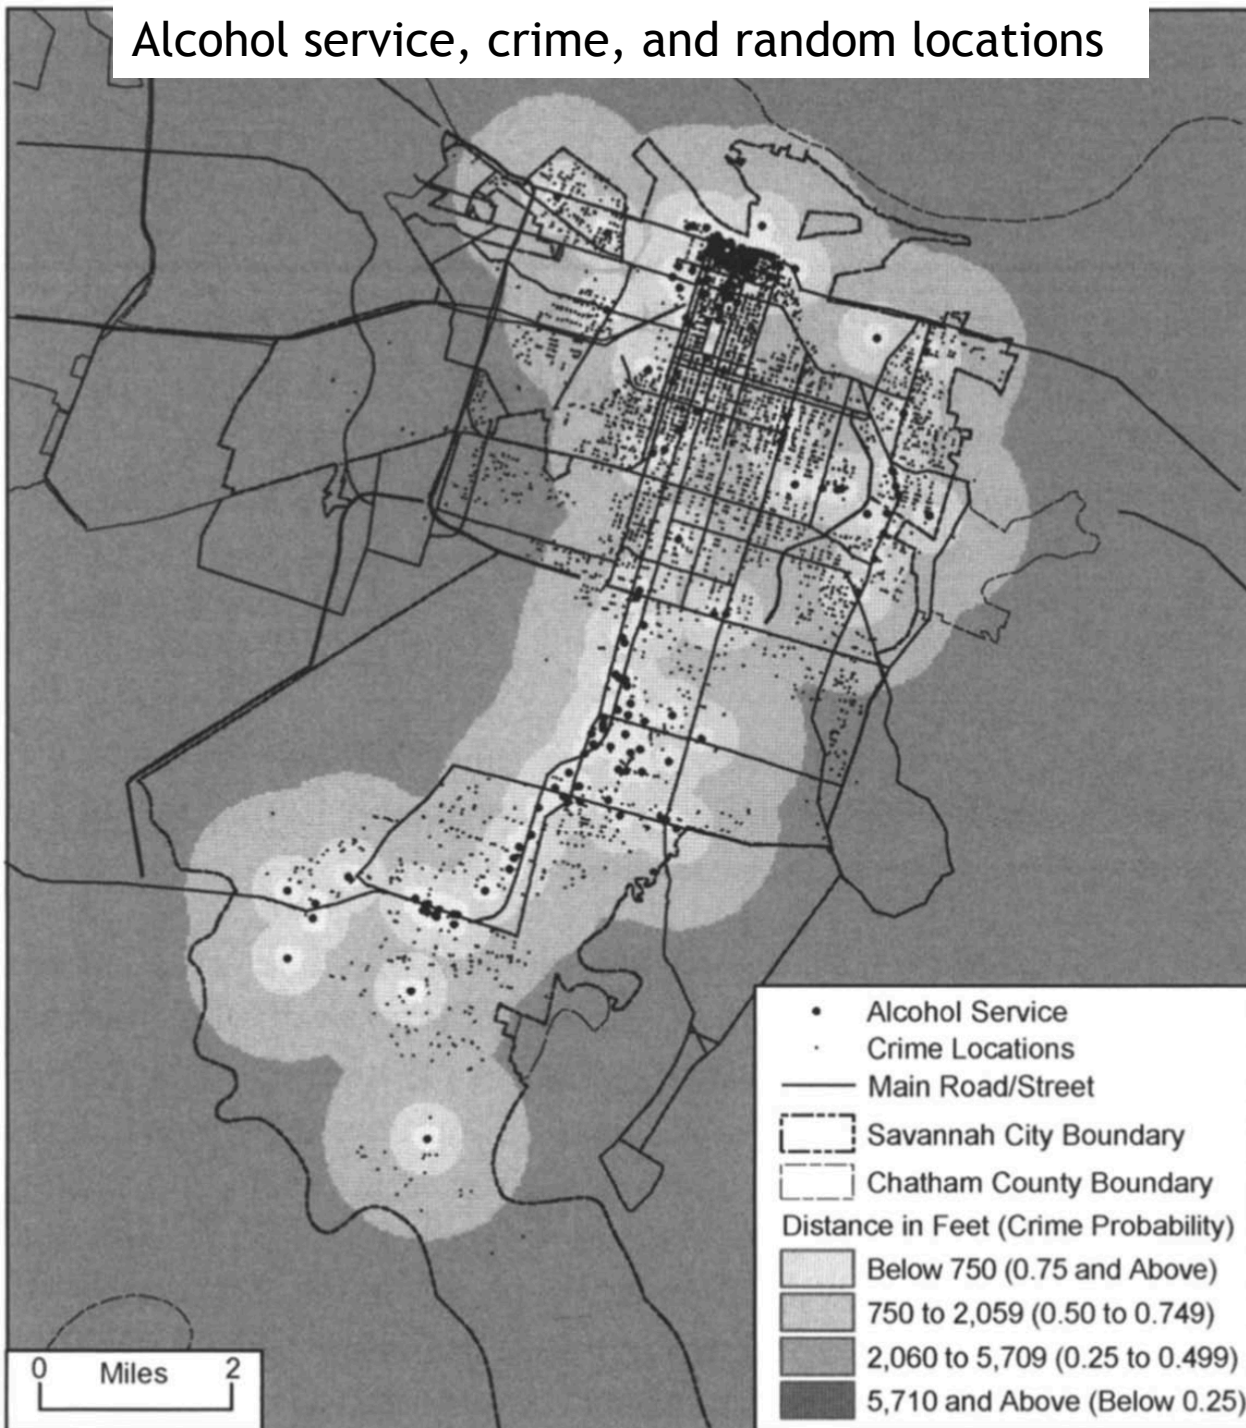 Alcohol service, crime, and random locations
Alcohol Service
Crime Locations
Main Road/Street
Savannah City Boundary
Chatham County Boundary
Distance in Feet (Crime Probability)
Below 750 (0.75 and Above)
750 to 2,059 (0.50 to 0.749)
2,060 to 5,709 (0.25 to 0.499)
5,710 and Above (Below 0.25)
0 Miles 2